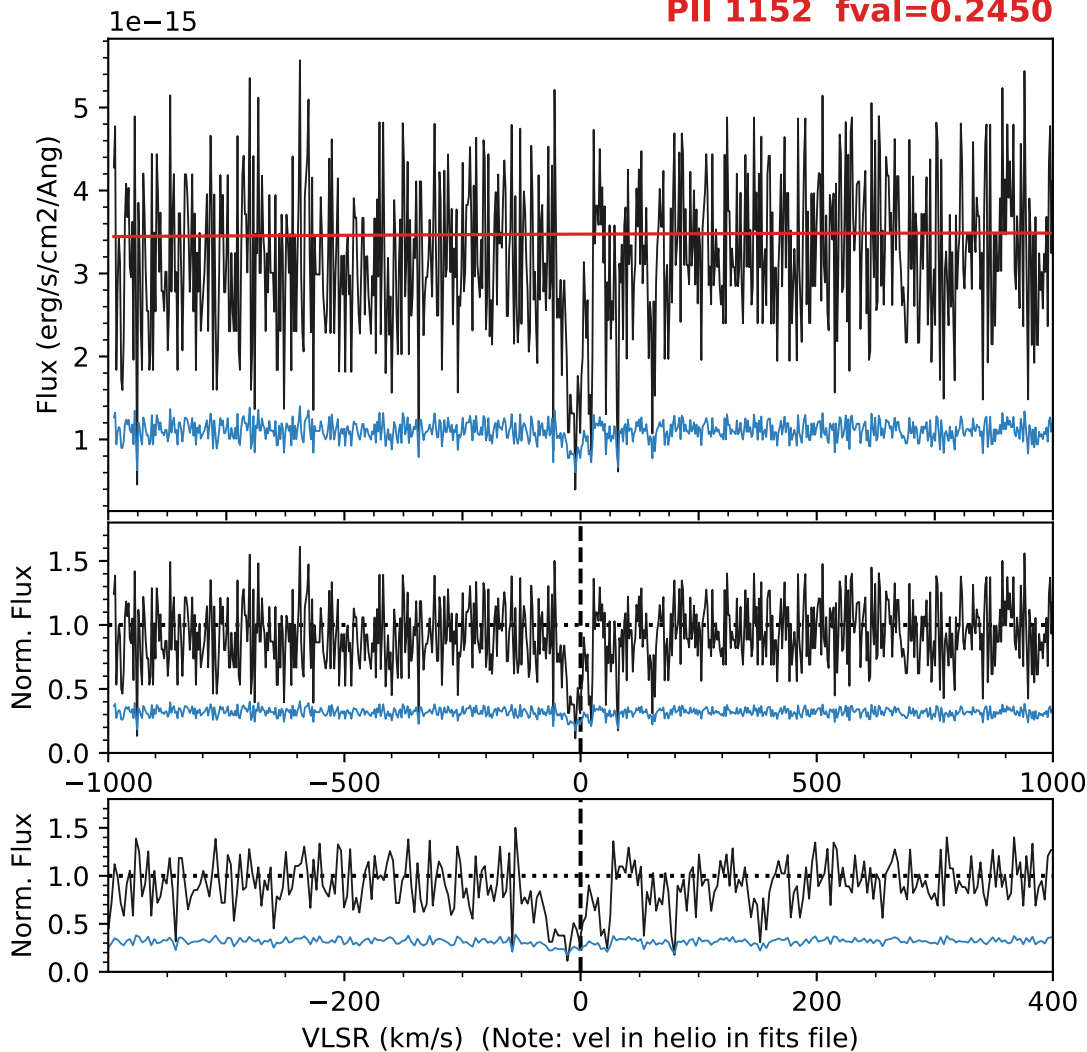 1e−15
PII 1152 fval=0.2450
Flux (erg/s/cm2/Ang)
5
4
3
2
1
Norm. Flux
1.5
1.0
0.5
0.0
−1000 −500 0 500 1000
Norm. Flux
1.5
1.0
0.5
0.0
−200 0 200 400
VLSR (km/s) (Note: vel in helio in fits file)